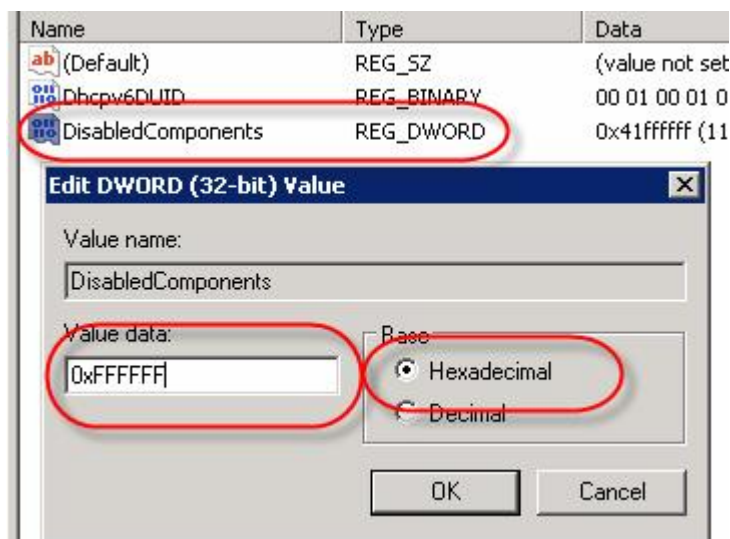 Name Type Data
(Default) REG_SZ (value not set
Dhcpv6DUID REG_BINARY 00 01 00 01 0
DisabledComponents REG_DWORD 0x41ffffff (11
Edit DWORD (32-bit) Value
Value name:
DisabledComponents
Value data: Base
0xFFFFFF Hexadecimal
Decimal
OK Cancel